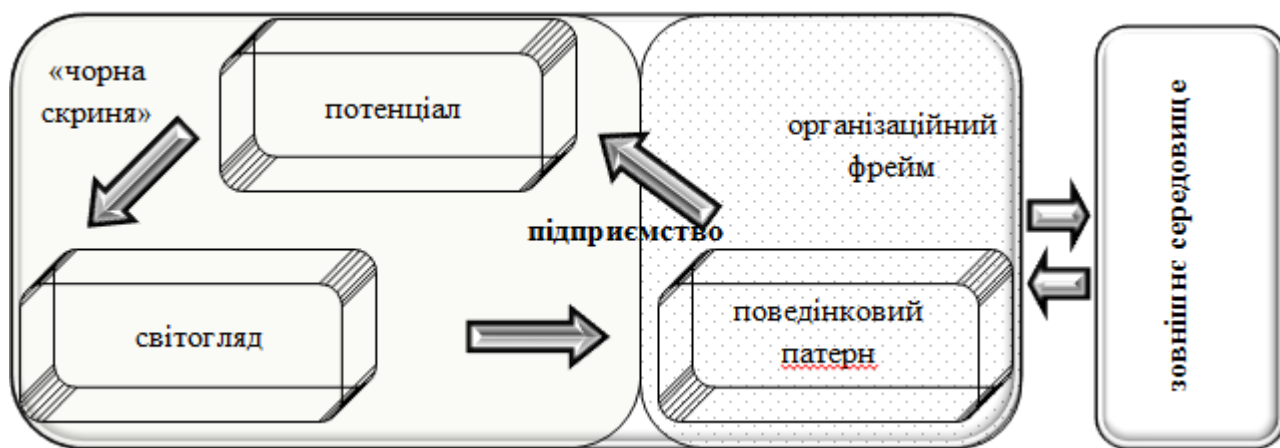 «чорна
скриня»
потенціал
організаційний
фрейм
підприємство
світогляд
поведінковий
патерн
зовнішнє середовище